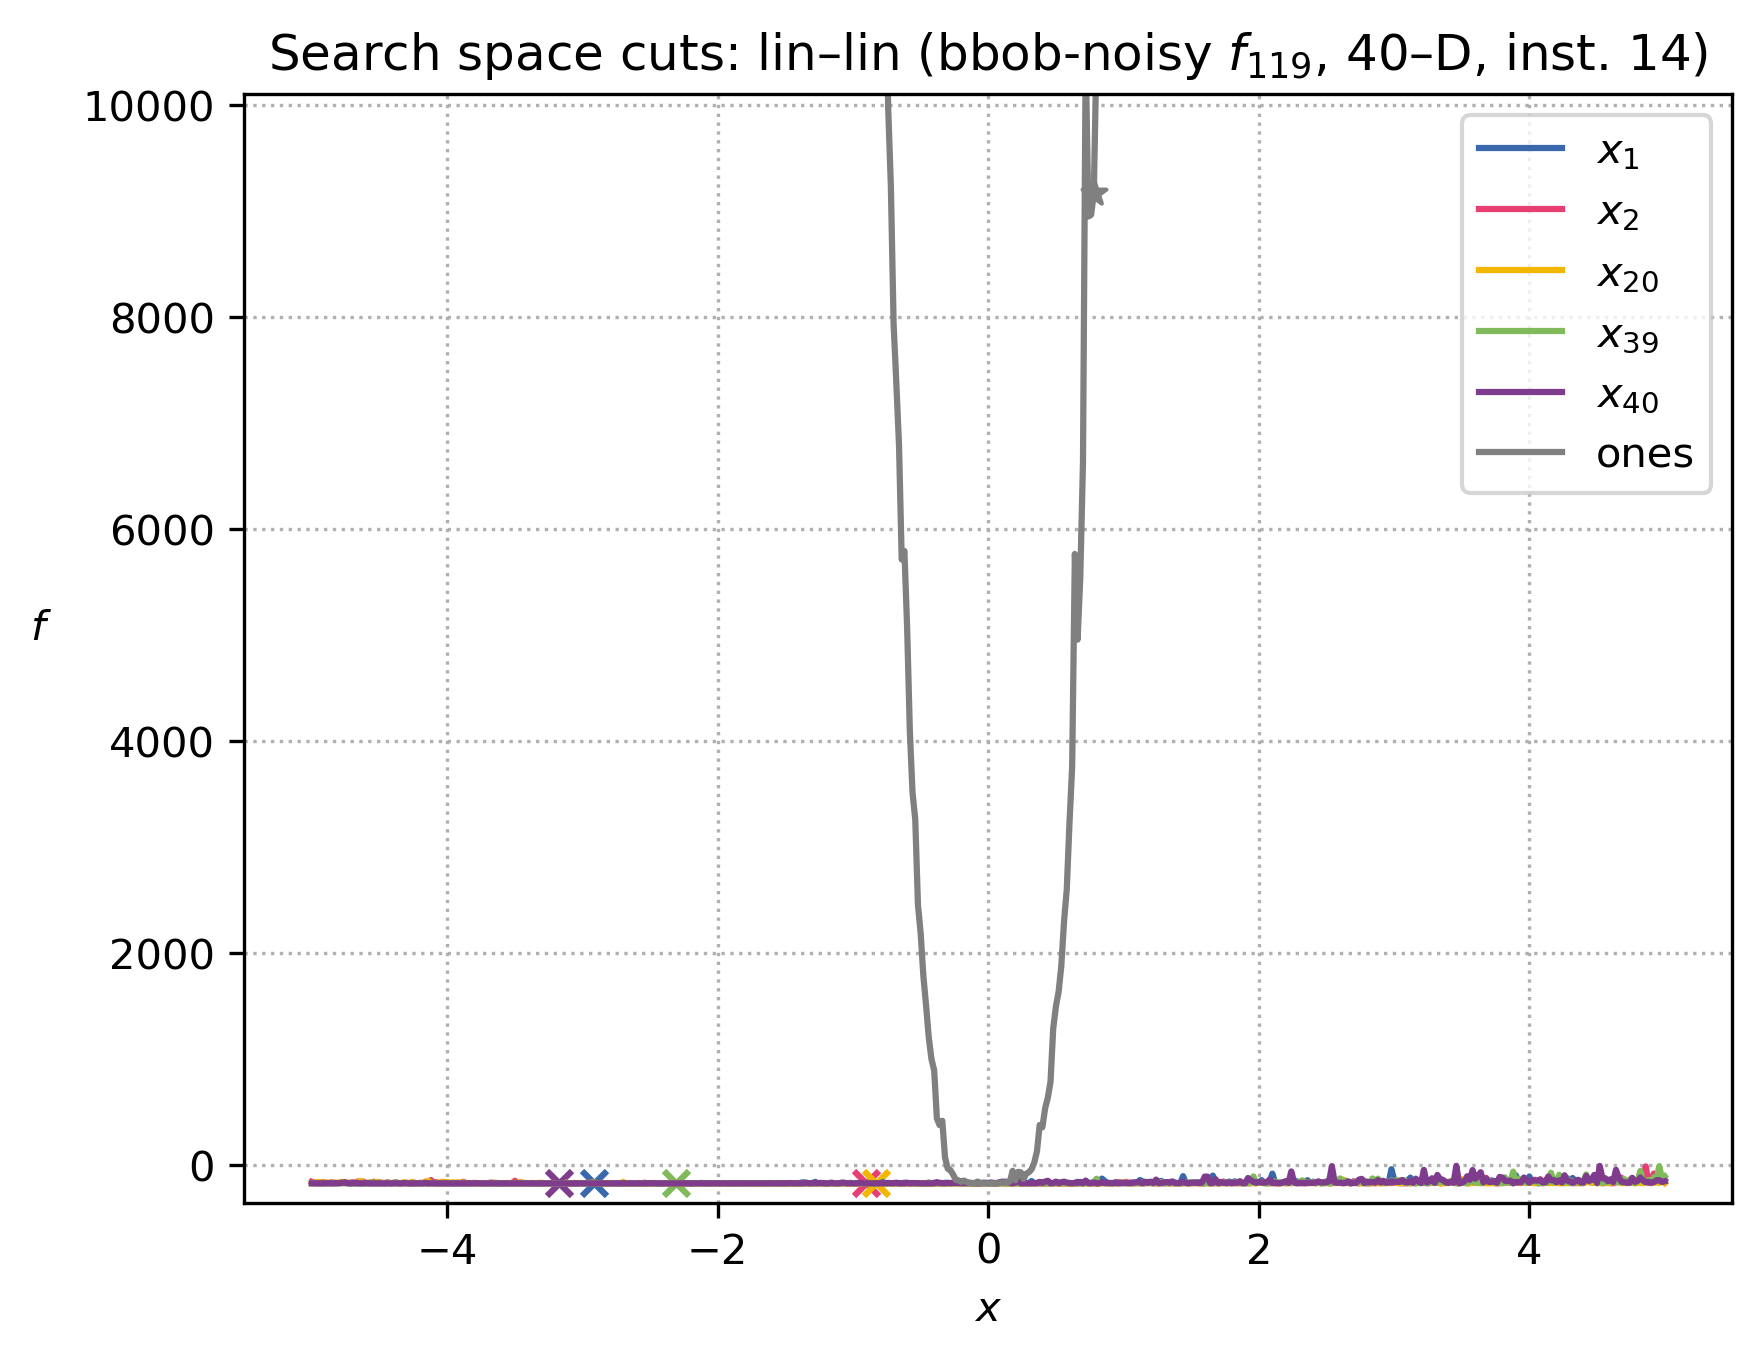 Search space cuts: lin–lin (bbob-noisy f119, 40–D, inst. 14)
10000
8000
6000
4000
2000
0
f
−4
−2
0
2
4
x
x1
x2
x20
x39
x40
ones